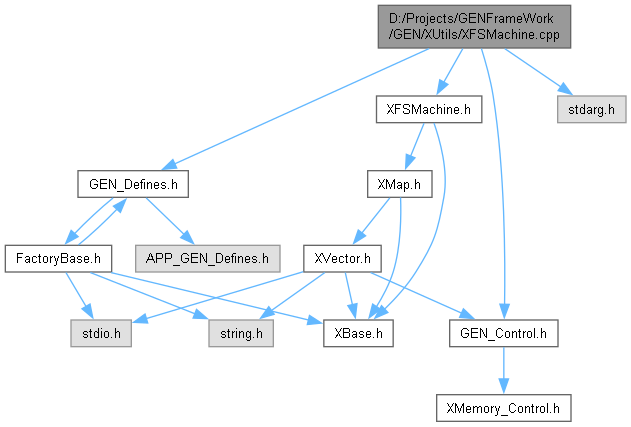 D:/Projects/GENFrameWork
/GEN/XUtils/XFSMachine.cpp
XFSMachine.h
stdarg.h
GEN_Defines.h
XMap.h
FactoryBase.h
APP_GEN_Defines.h
XVector.h
stdio.h
string.h
XBase.h
GEN_Control.h
XMemory_Control.h